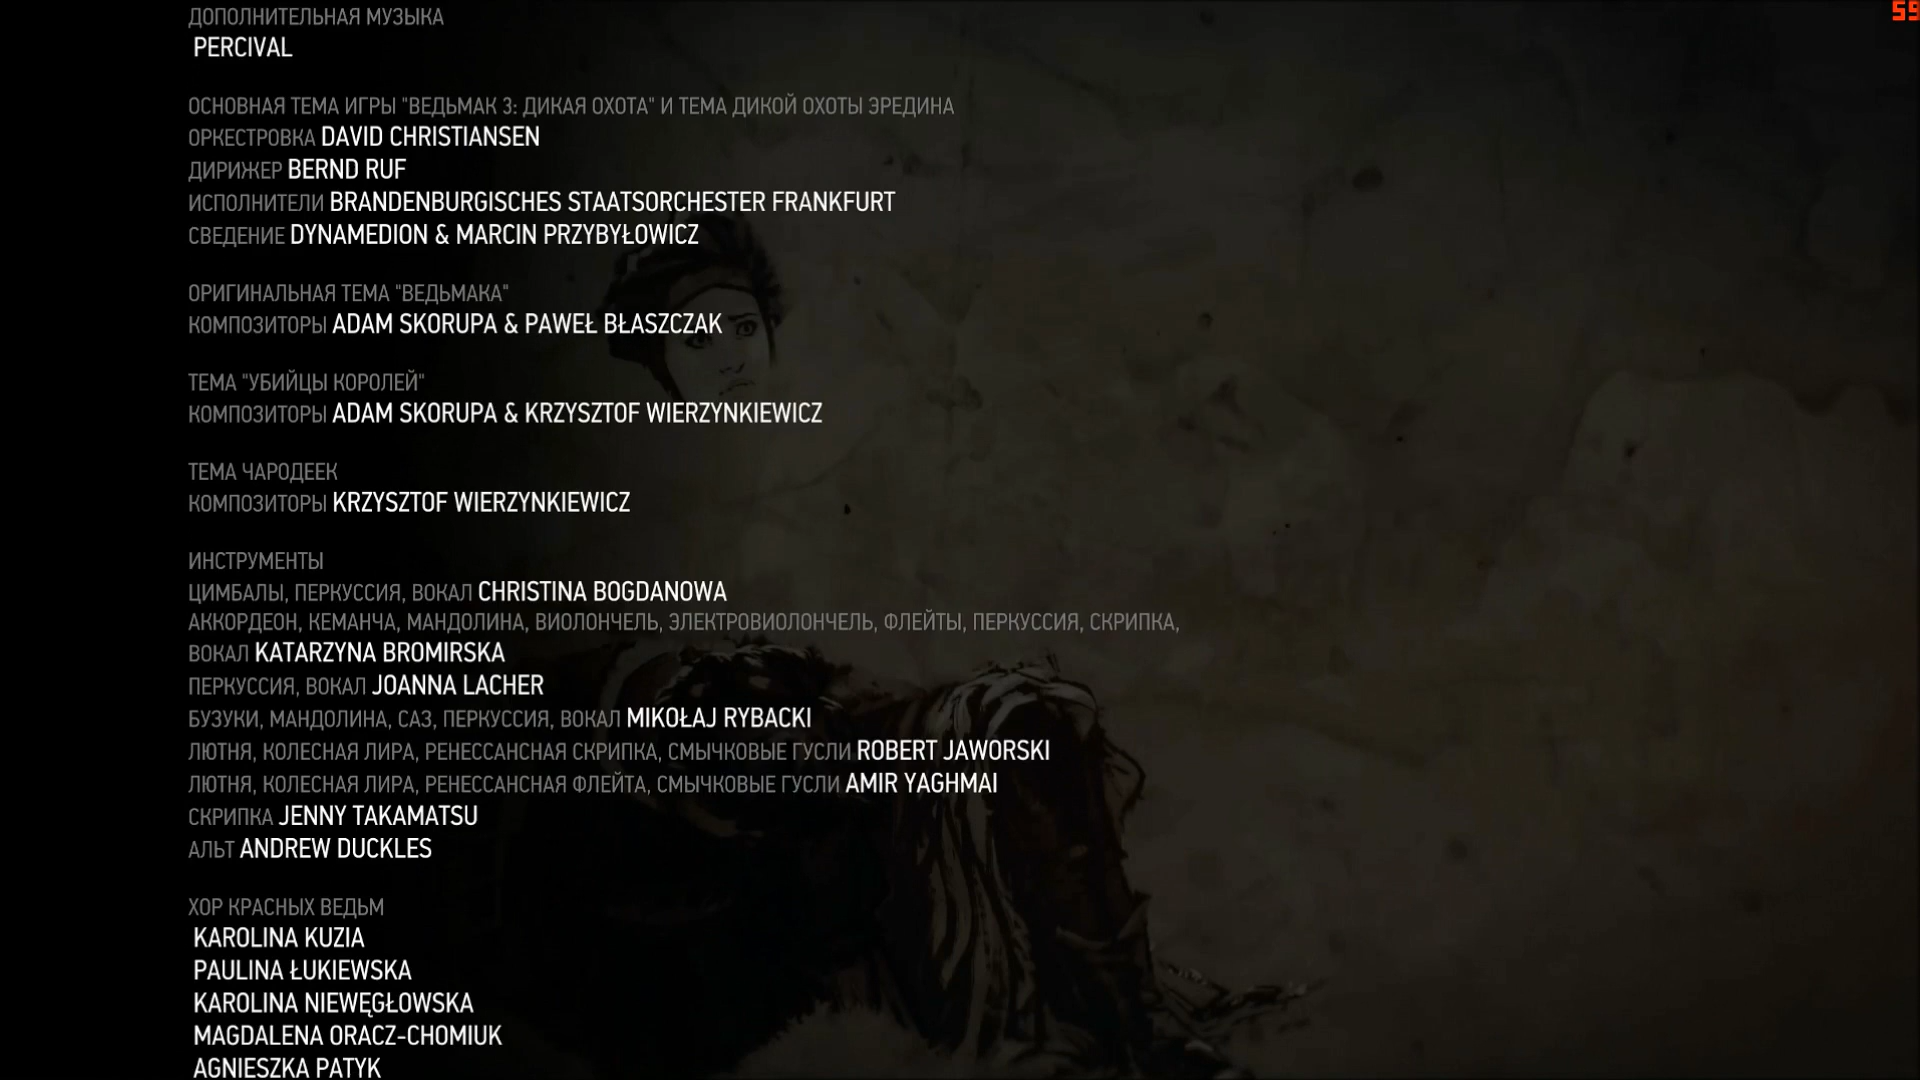 ДОПОЛНИТЕЛЬНАЯ МУЗЫКА
PERCIVAL
ОСНОВНАЯ ТЕМА ИГРЫ "ВЕДЬМАК 3: ДИКАЯ ОХОТА" И ТЕМА ДИКОЙ ОХОТЫ ЭРЕДИНА
ОРКЕСТРОВКА DAVID CHRISTIANSEN
ДИРИЖЕР BERND RUF
ИСПОЛНИТЕЛИ BRANDENBURGISCHES STAATSORCHESTER FRANKFURT
СВЕДЕНИЕ DYNAMEDION & MARCIN PRZYBYŁOWICZ
ОРИГИНАЛЬНАЯ ТЕМА "ВЕДЬМАКА"
КОМПОЗИТОРЫ ADAM SKORUPA & PAWEŁ BŁASZCZAK
ТЕМА "УБИЙЦЫ КОРОЛЕЙ"
КОМПОЗИТОРЫ ADAM SKORUPA & KRZYSZTOF WIERZYNKIEWICZ
ТЕМА ЧАРОДЕЕК
КОМПОЗИТОРЫ KRZYSZTOF WIERZYNKIEWICZ
ИНСТРУМЕНТЫ
ЦИМБАЛЫ, ПЕРКУССИЯ, ВОКАЛ CHRISTINA BOGDANOWA
АККОРДЕОН, КЕМАНЧА, МАНДОЛИНА, ВИОЛОНЧЕЛЬ, ЭЛЕКТРОВИОЛОНЧЕЛЬ, ФЛЕЙТЫ, ПЕРКУССИЯ, СКРИПКА,
ВОКАЛ KATARZYNA BROMIRSKA
ПЕРКУССИЯ, ВОКАЛ JOANNA LACHER
БУЗУКИ, МАНДОЛИНА, САЗ, ПЕРКУССИЯ, ВОКАЛ MIKOŁAJ RYBACKI
ЛЮТНЯ, КОЛЕСНАЯ ЛИРА, РЕНЕССАНСНАЯ СКРИПКА, СМЫЧКОВЫЕ ГУСЛИ ROBERT JAWORSKI
ЛЮТНЯ, КОЛЕСНАЯ ЛИРА, РЕНЕССАНСНАЯ ФЛЕЙТА, СМЫЧКОВЫЕ ГУСЛИ AMIR YAGHMAI
СКРИПКА JENNY TAKAMATSU
АЛЬТ ANDREW DUCKLES
ХОР КРАСНЫХ ВЕДЬМ
KAROLINA KUZIA
PAULINA ŁUKIEWSKA
KAROLINA NIEWĘGŁOWSKA
MAGDALENA ORACZ-CHOMIUK
AGNIESZKA PATYK
59